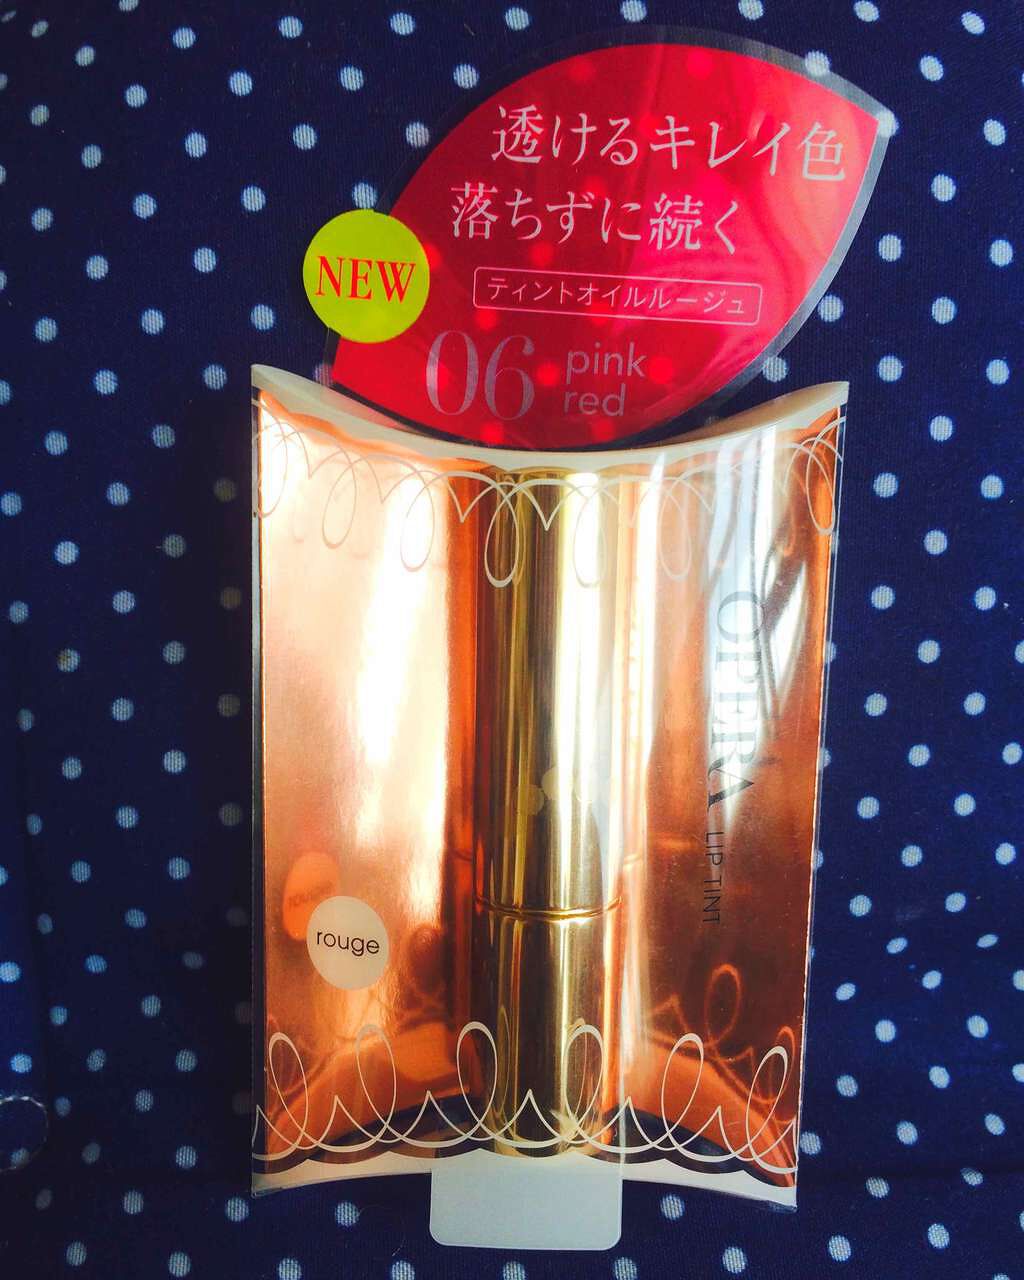 透けるキレイ色
落ちずに続く
NEW
ティントオイルルージュ
06 pink
red
OPERA LIP TINT
rouge